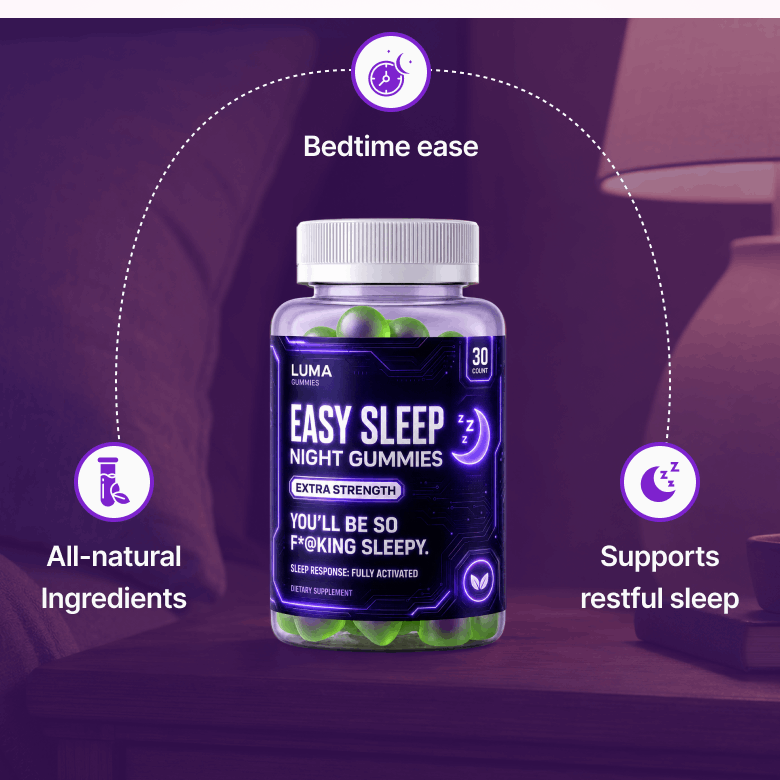 Bedtime ease
LUMA
GUMMIES
30
COUNT
EASY SLEEP
z Z z
NIGHT GUMMIES
EXTRA STRENGTH
YOU'LL BE SO
F*@KING SLEEPY.
SLEEP RESPONSE: FULLY ACTIVATED
DIETARY SUPPLEMENT
All-natural
Ingredients
z z Z
Supports
restful sleep